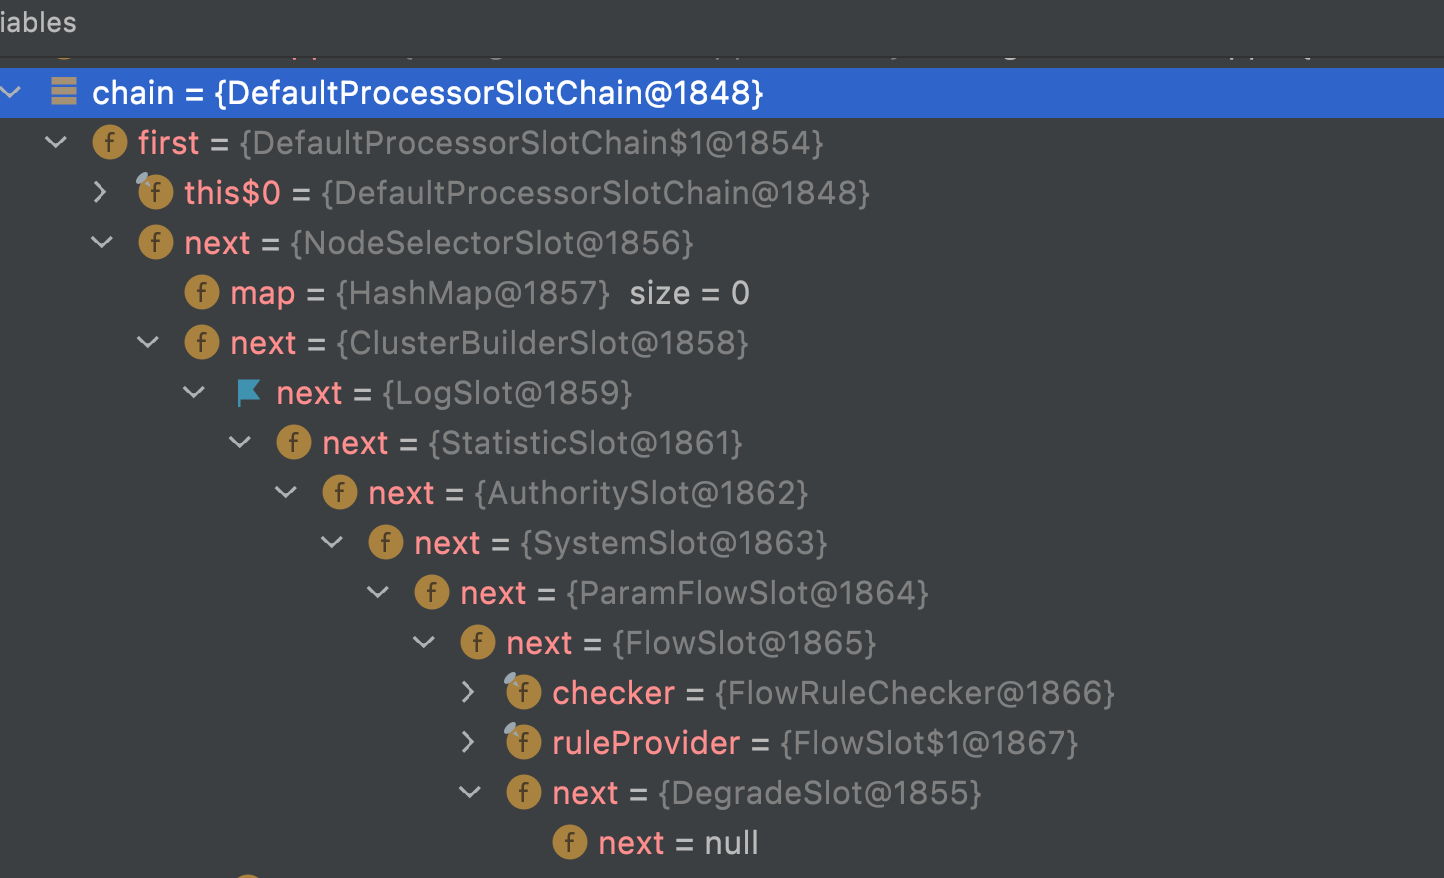 iables
chain = {DefaultProcessorSlotChain@1848}
f first = {DefaultProcessorSlotChain$1@1854}
f this$0 = {DefaultProcessorSlotChain@1848}
f next = {NodeSelectorSlot@1856}
f map = {HashMap@1857} size = 0
f next = {ClusterBuilderSlot@1858}
next = {LogSlot@1859}
f next = {StatisticSlot@1861}
f next = {AuthoritySlot@1862}
f next = {SystemSlot@1863}
f next = {ParamFlowSlot@1864}
f next = {FlowSlot@1865}
f checker = {FlowRuleChecker@1866}
f ruleProvider = {FlowSlot$1@1867}
f next = {DegradeSlot@1855}
f next = null